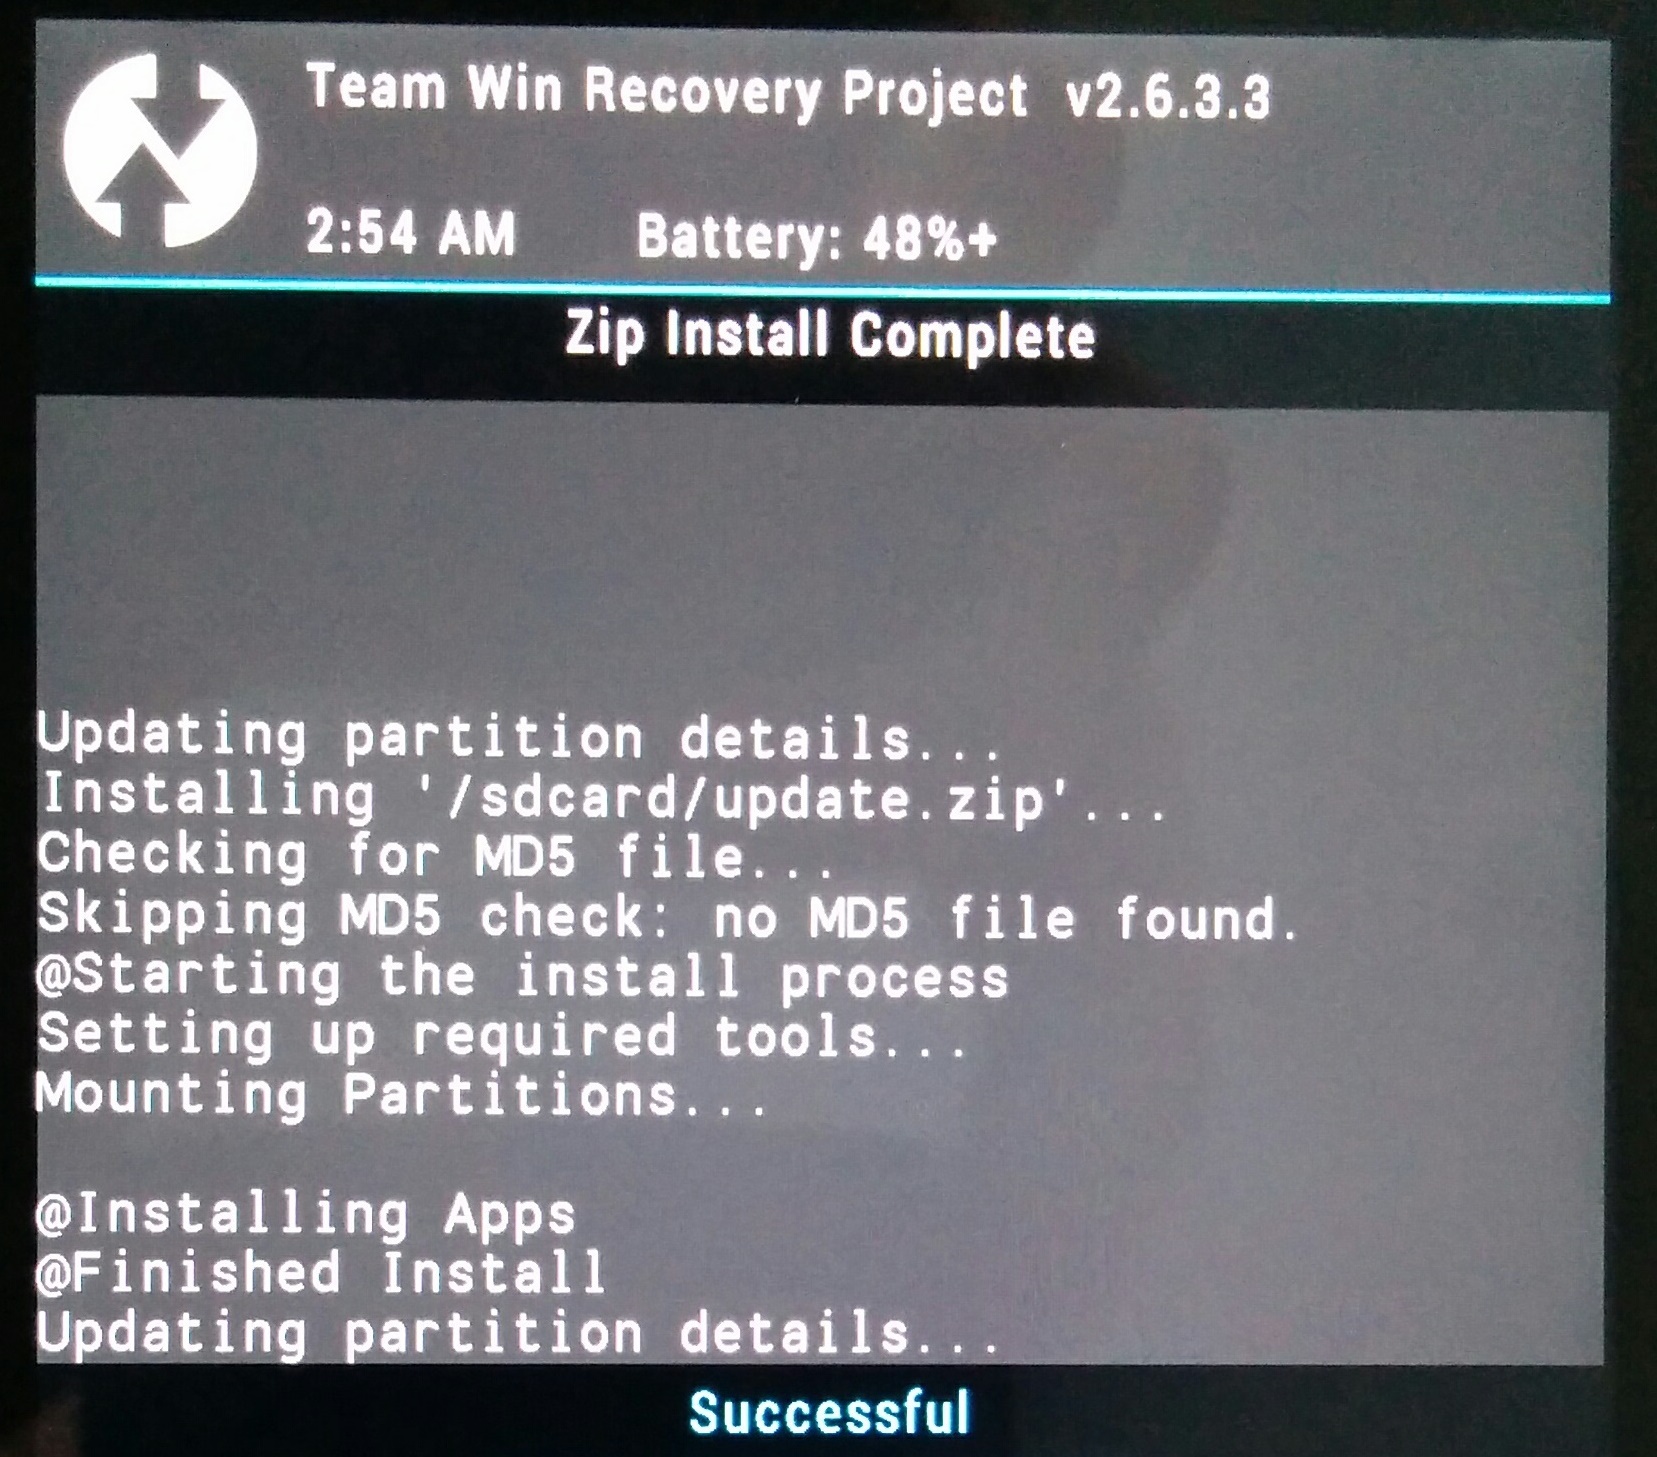 Team Win Recovery Project v2.6.3.3
2:54 AM Battery: 48%+
Zip Install Complete
Updating partition details...
Installing '/sdcard/update.zip'...
Checking for MD5 file...
Skipping MD5 check: no MD5 file found.
@Starting the install process
Setting up required tools...
Mounting Partitions...
@Installing Apps
@Finished Install
Updating partition details...
Successful